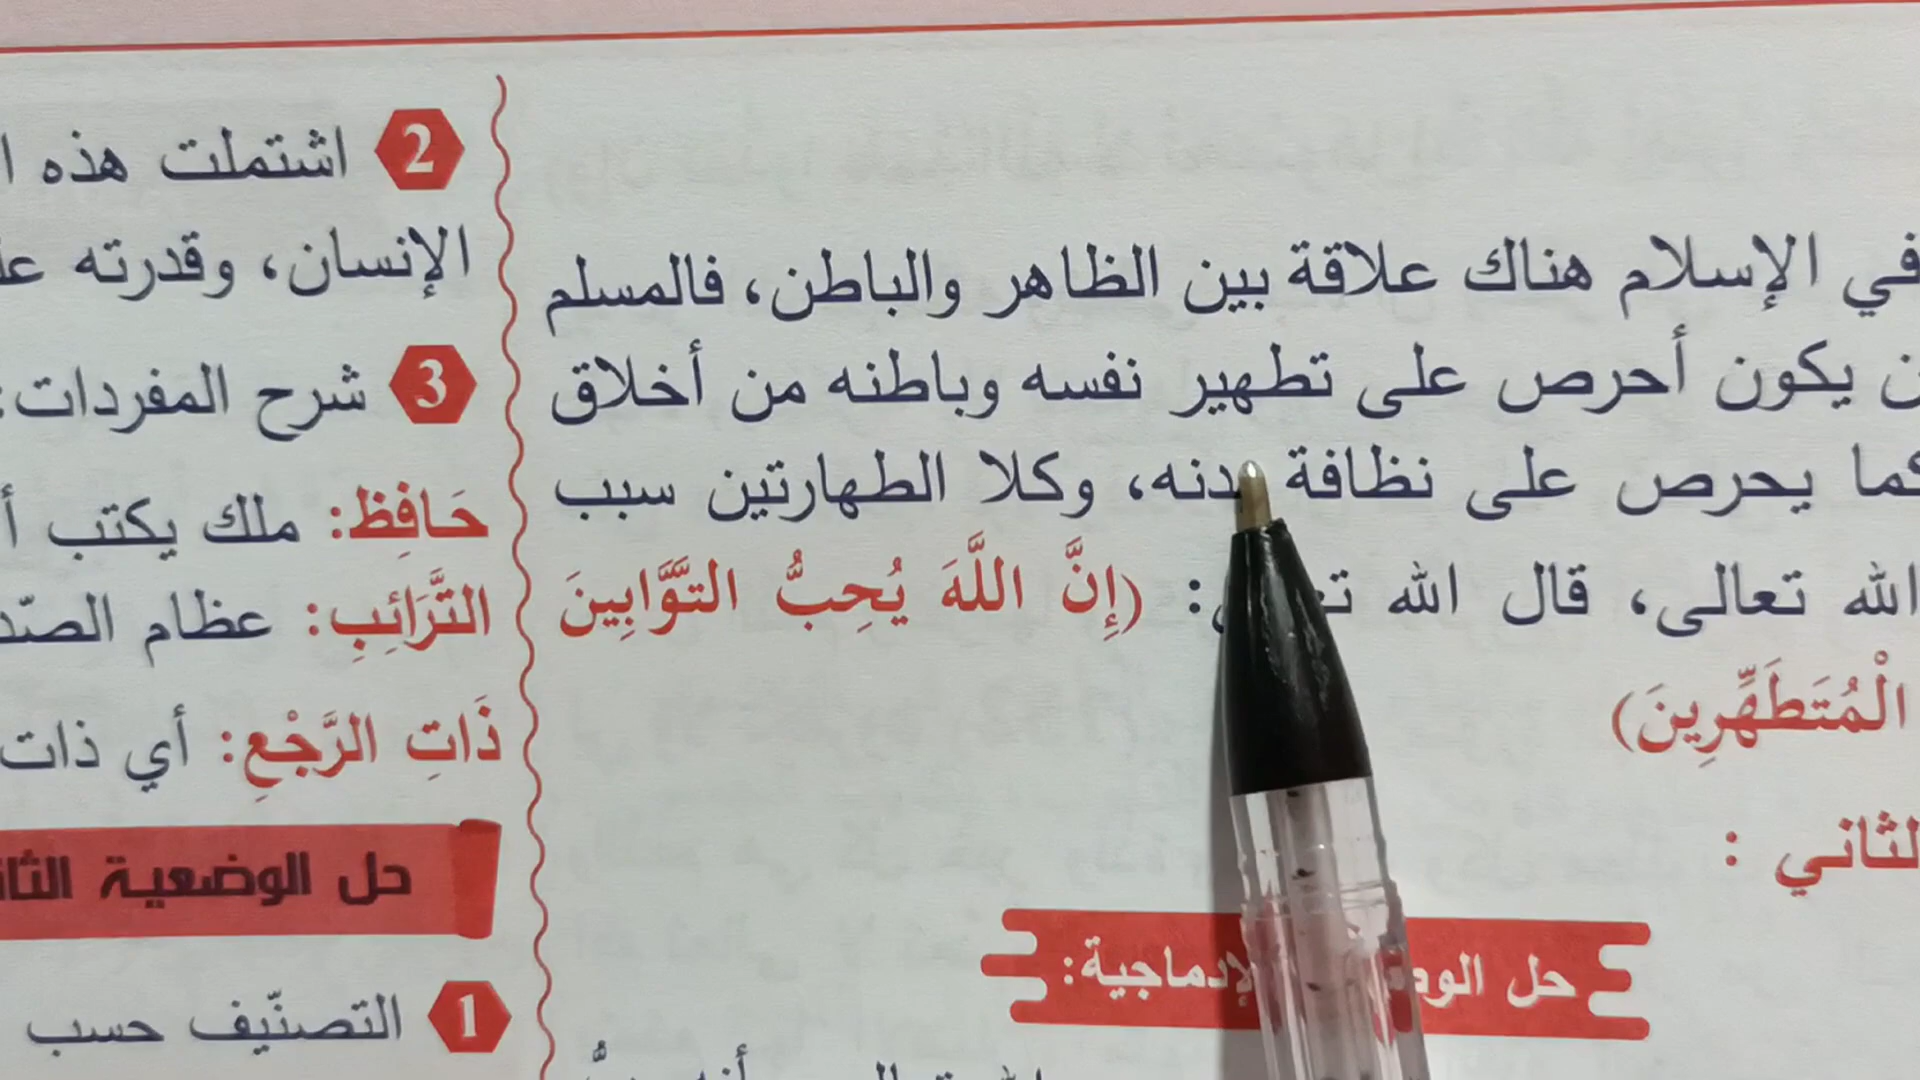 في الإسلام هناك علاقة بين الظاهر والباطن، فالمسلم
يكون أحرص على تطهير نفسه وباطنه من أخلاق
كما يحرص على نظافة بدنه، وكلا الطهارتين سبب
الله تعالى، قال الله تعالى: (إِنَّ اللَّهَ يُحِبُّ التَّوَّابِينَ
الْمُتَطَهِّرِينَ)
الثاني :
حل الوضعية الإدماجية:
2 اشتملت هذه
الإنسان، وقدرته
3 شرح المفردات:
حَافِظ: ملك يكتب
التَّرَائِبِ: عظام
ذَاتِ الرَّجْعِ: أي ذات
حل الوضعية
1 التصنّيف حسب